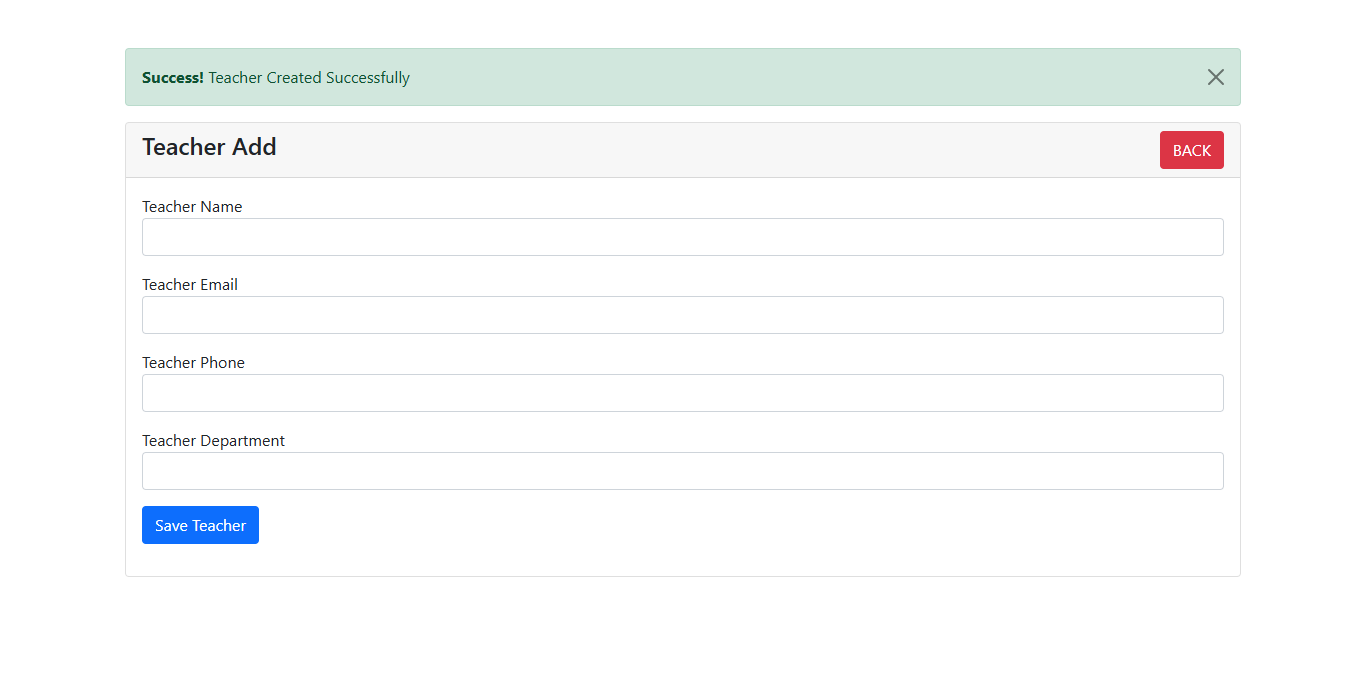 Success! Teacher Created Successfully
Teacher Add
BACK
Teacher Name
Teacher Email
Teacher Phone
Teacher Department
Save Teacher